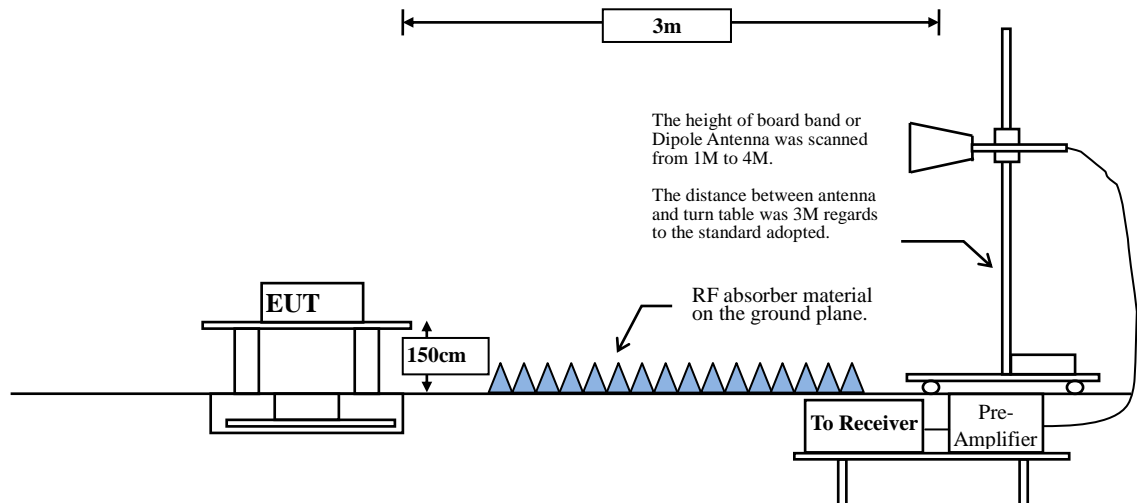 3m
The height of board band or
Dipole Antenna was scanned
from 1M to 4M.
The distance between antenna
and turn table was 3M regards
to the standard adopted.
EUT
RF absorber material
on the ground plane.
150cm
To Receiver
Pre-
Amplifier